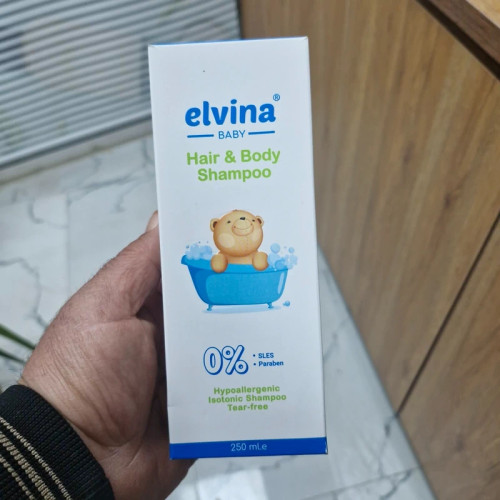 elvina®
BABY
Hair & Body
Shampoo
0%
• SLES
• Paraben
Hypoallergenic
Isotonic Shampoo
Tear-free
250 ml.e